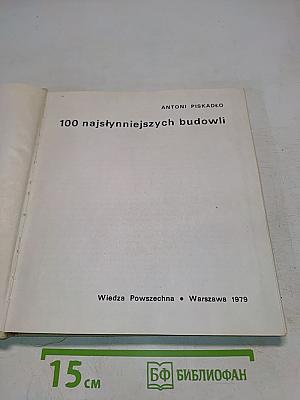 ANTONI PISKADŁO
100 najsłynniejszych budowli
Wiedza Powszechna • Warszawa 1979
15 см
БФ БИБЛИОФАН